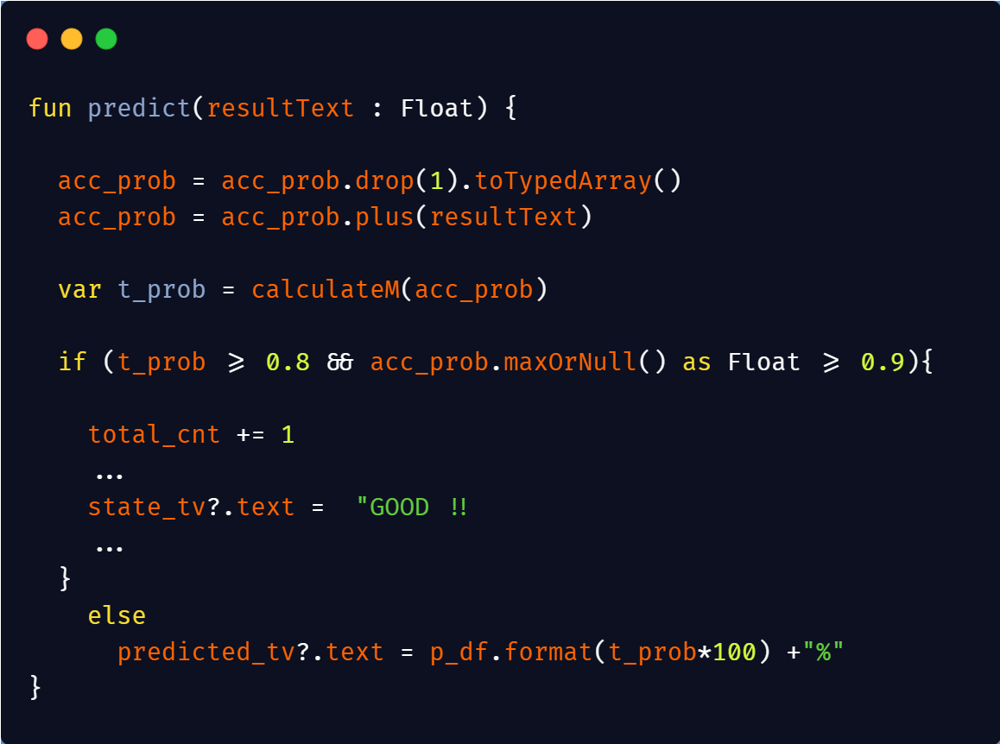 fun predict(resultText : Float) {
  acc_prob = acc_prob.drop(1).toTypedArray()
  acc_prob = acc_prob.plus(resultText)
  var t_prob = calculateM(acc_prob)
  if (t_prob >= 0.8 && acc_prob.maxOrNull() as Float >= 0.9){
    total_cnt += 1
    ...
    state_tv?.text =  "GOOD !!
    ...
  }
    else
      predicted_tv?.text = p_df.format(t_prob*100) +"%"
}